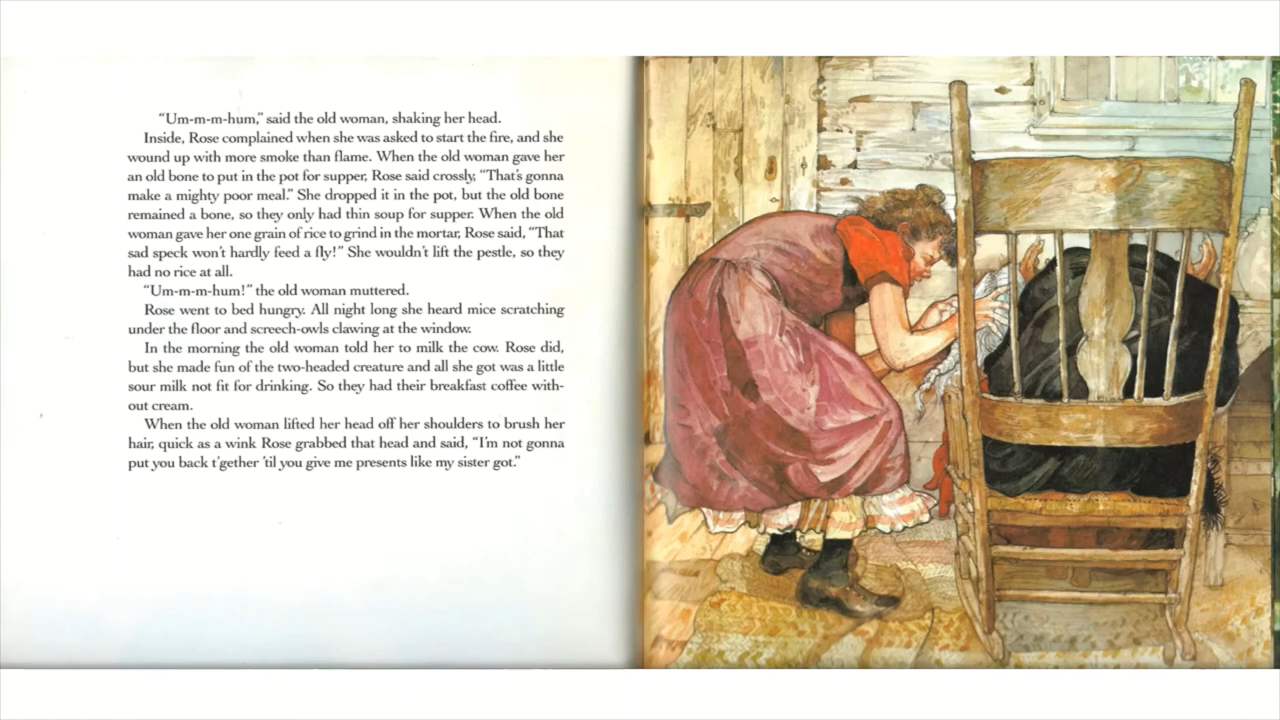 “Um-m-m-hum,” said the old woman, shaking her head.
Inside, Rose complained when she was asked to start the fire, and she
wound up with more smoke than flame. When the old woman gave her
an old bone to put in the pot for supper, Rose said crossly, “That’s gonna
make a mighty poor meal.” She dropped it in the pot, but the old bone
remained a bone, so they only had thin soup for supper. When the old
woman gave her one grain of rice to grind in the mortar, Rose said, “That
sad speck won’t hardly feed a fly!” She wouldn’t lift the pestle, so they
had no rice at all.
“Um-m-m-hum!” the old woman muttered.
Rose went to bed hungry. All night long she heard mice scratching
under the floor and screech-owls clawing at the window.
In the morning the old woman told her to milk the cow. Rose did,
but she made fun of the two-headed creature and all she got was a little
sour milk not fit for drinking. So they had their breakfast coffee with-
out cream.
When the old woman lifted her head off her shoulders to brush her
hair, quick as a wink Rose grabbed that head and said, “I’m not gonna
put you back t’gether ’til you give me presents like my sister got.”